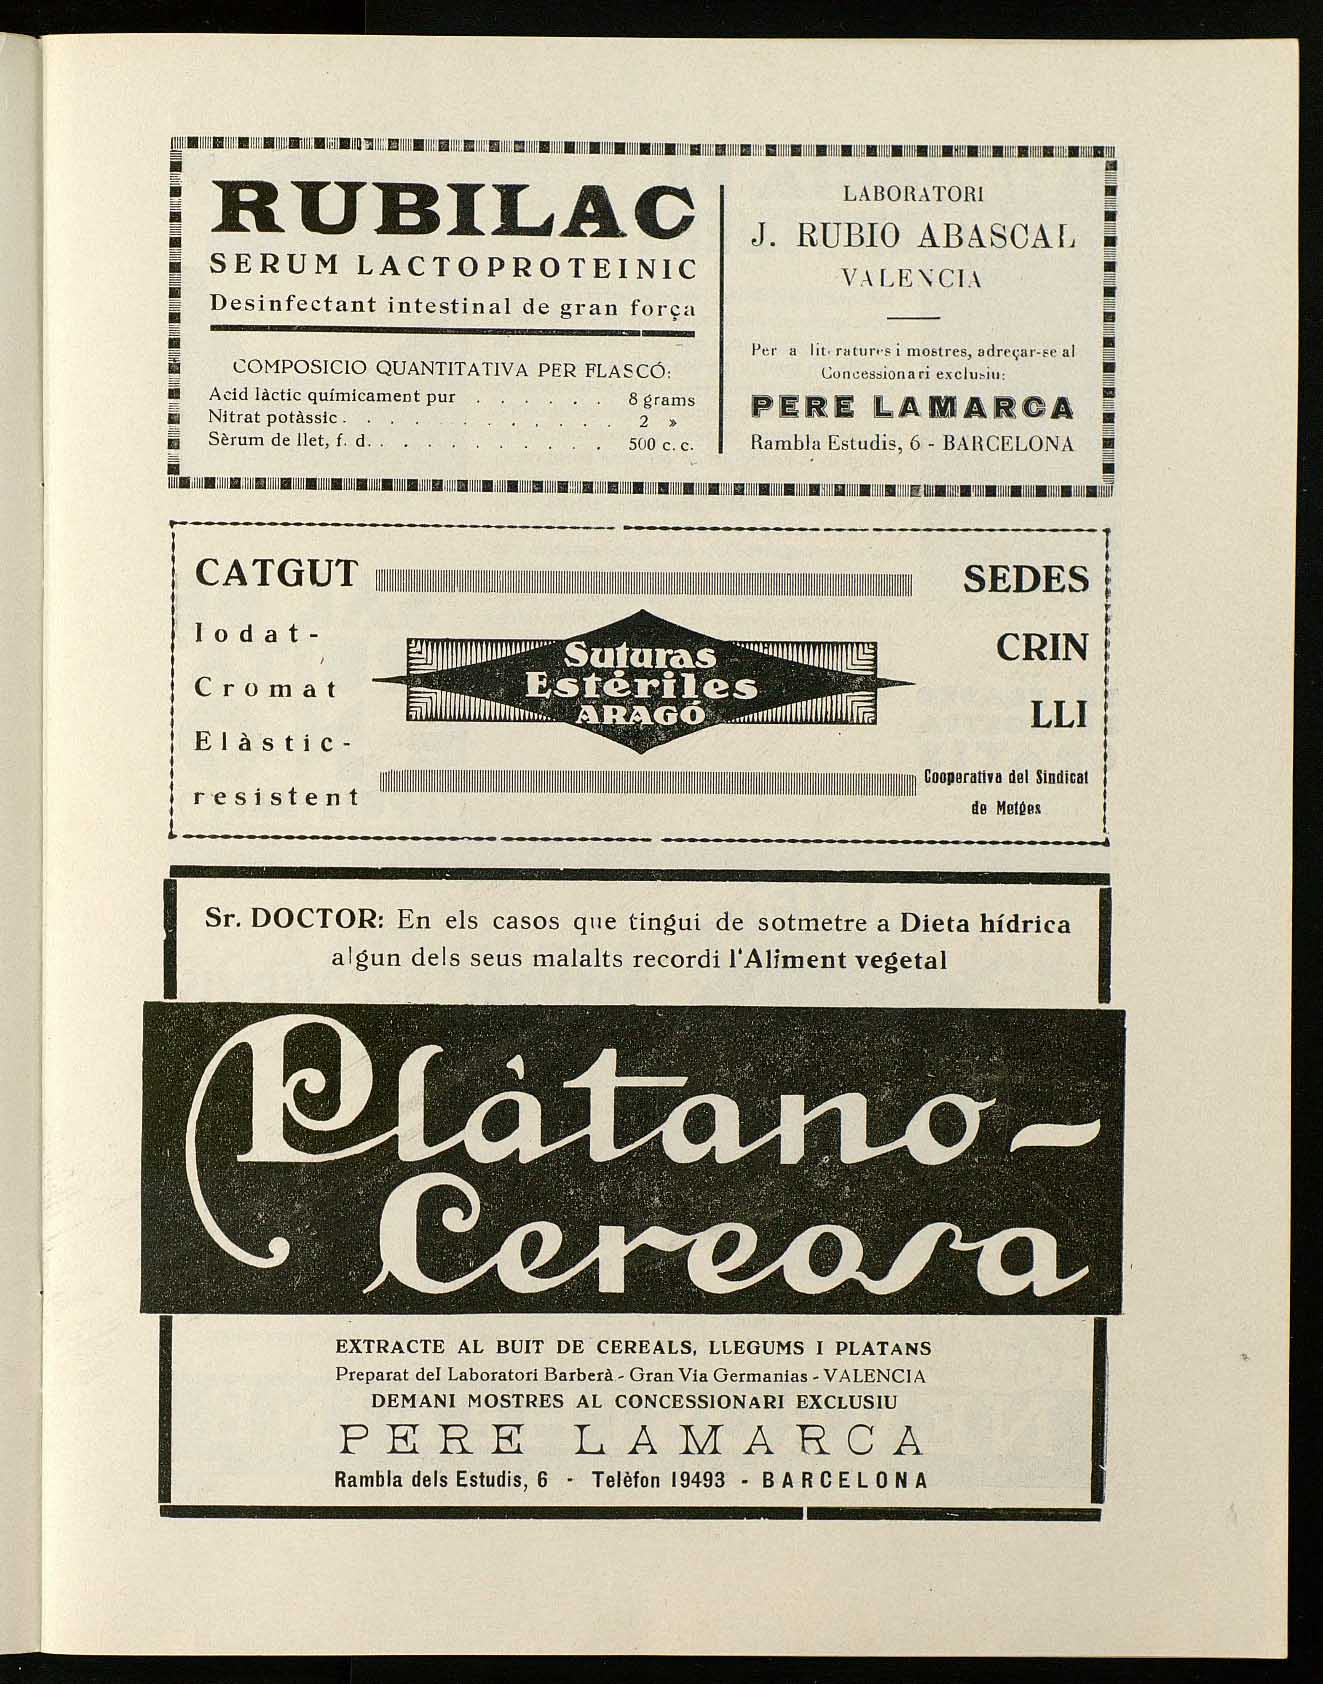 RUBILAC
SERUM LACTOPROTEINIC
Desinfectant intestinal de gran força
COMPOSICIO QUANTITATIVA PER FLASCÓ:
Acid làctic químicament pur . . . . . . 8 grams
Nitrat potàssic . . . . . . . . . . . . 2 »
Sèrum de llet, f. d. . . . . . . . . . . 500 c. c.
LABORATORI
J. RUBIO ABASCAL
VALENCIA
Per a literatures i mostres, adreçar-se al
Concessionari exclusiu:
PERE LAMARCA
Rambla Estudis, 6 - BARCELONA
CATGUT
Iodat-
Cromat
Elàstic-
resistent
Suturas
Estériles
ARAGÓ
SEDES
CRIN
LLI
Cooperativa del Sindicat
de Metges
Sr. DOCTOR: En els casos que tingui de sotmetre a Dieta hídrica
algun dels seus malalts recordi l'Aliment vegetal
Plàtano-
Cereosa
EXTRACTE AL BUIT DE CEREALS, LLEGUMS I PLATANS
Preparat del Laboratori Barberà - Gran Via Germanias - VALENCIA
DEMANI MOSTRES AL CONCESSIONARI EXCLUSIU
PERE LAMARCA
Rambla dels Estudis, 6 - Telèfon 19493 - BARCELONA